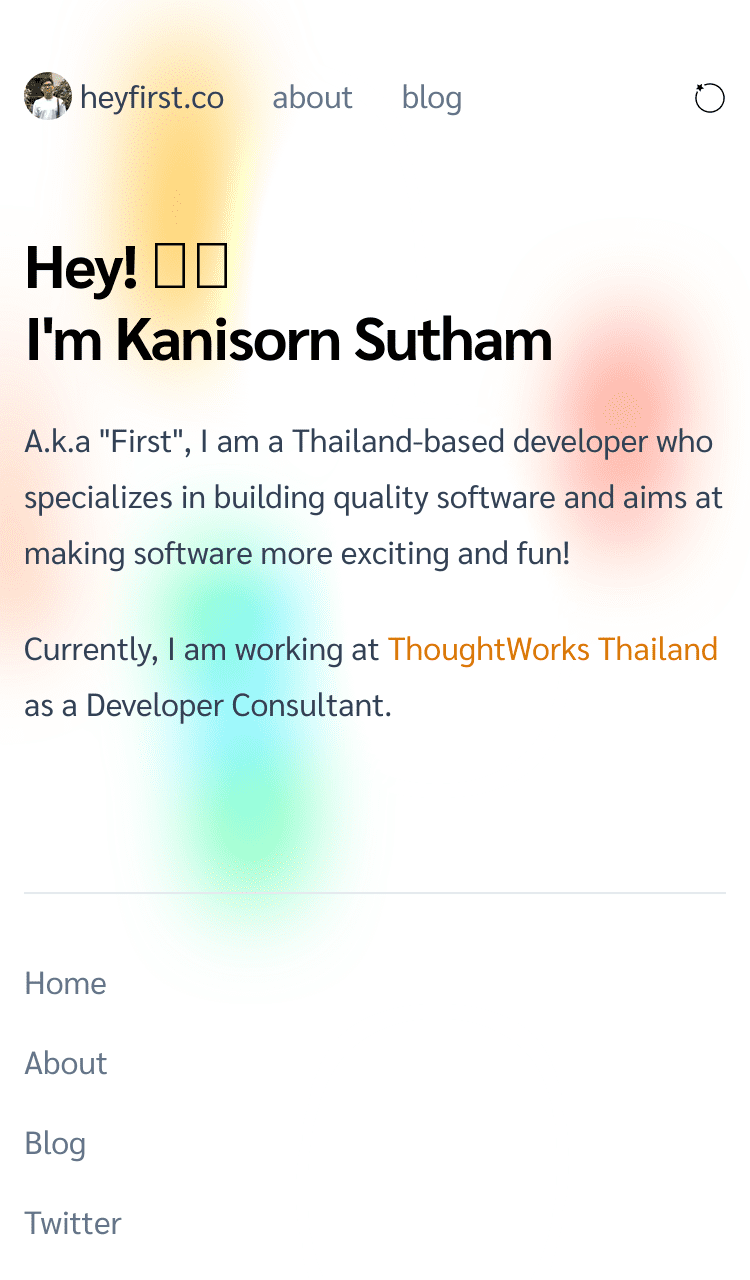 heyfirst.co about blog
Hey!
I'm Kanisorn Sutham
A.k.a "First", I am a Thailand-based developer who
specializes in building quality software and aims at
making software more exciting and fun!
Currently, I am working at ThoughtWorks Thailand
as a Developer Consultant.
Home
About
Blog
Twitter